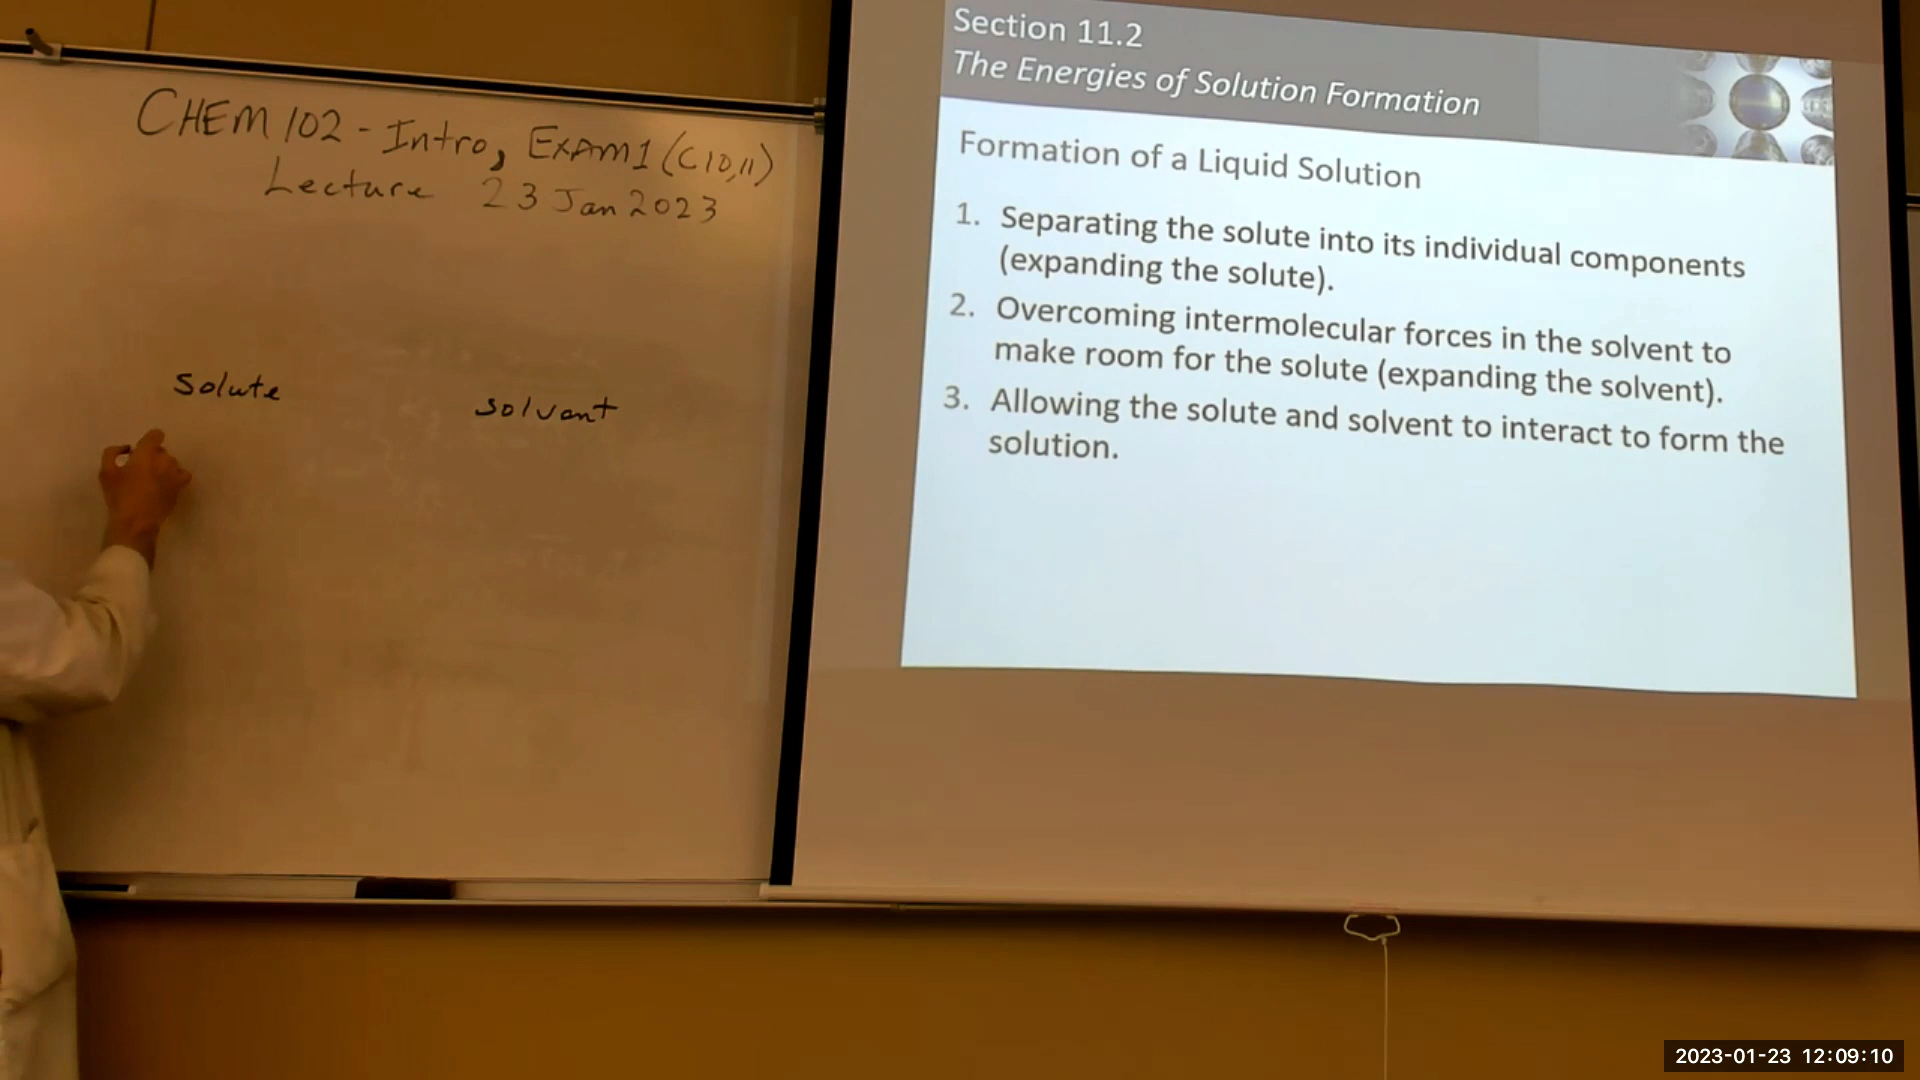 CHEM 102 - Intro, EXAM1 (C10,11)
Lecture 23 Jan 2023
Solute
solvant
Section 11.2
The Energies of Solution Formation
Formation of a Liquid Solution
1. Separating the solute into its individual components
(expanding the solute).
2. Overcoming intermolecular forces in the solvent to
make room for the solute (expanding the solvent).
3. Allowing the solute and solvent to interact to form the
solution.
2023-01-23 12:09:10